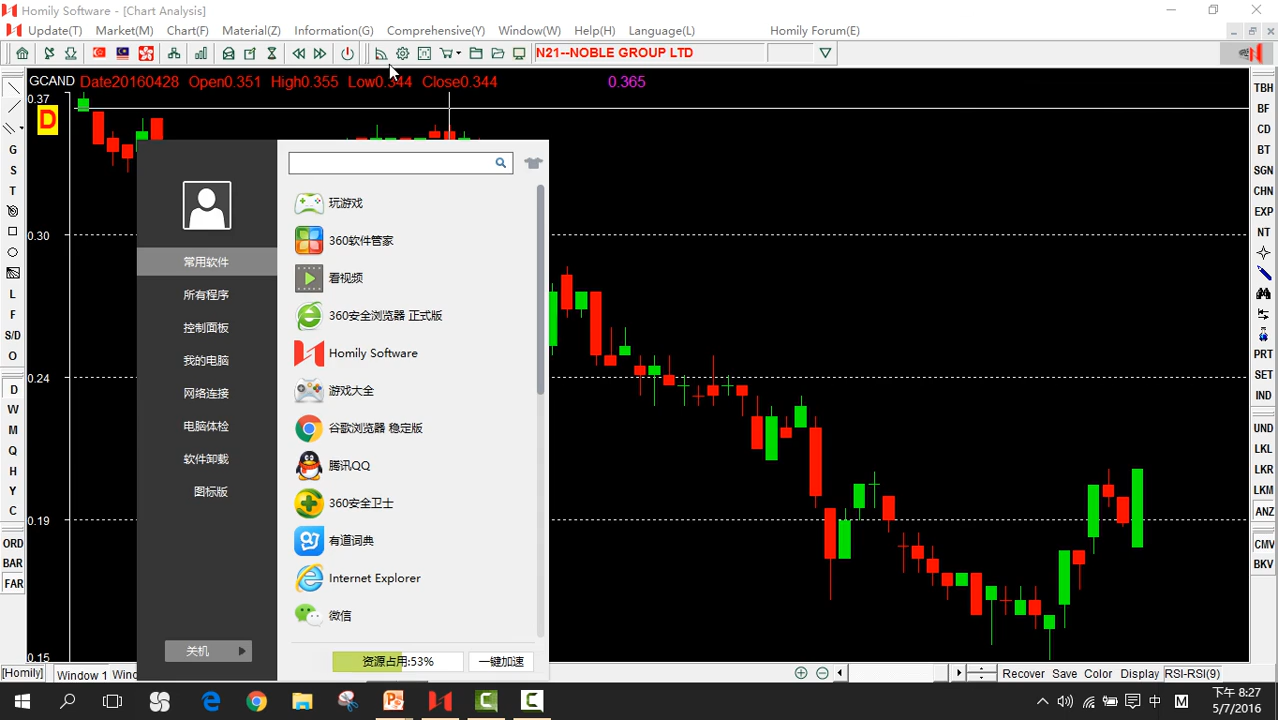 Homily Software - [Chart Analysis]
Update(T) Market(M) Chart(F) Tools(U) Information(G) Comprehensive(Y) Window(W) Help(H) Language(L) Homily Forum(E)
N21--NOBLE GROUP LTD
GCAND Date20160428 Open0.351 High0.355 Low0.344 Close0.344 0.365
0.37
D
0.30
0.24
0.19
0.15
G
S
T
L
F
S/D
O
D
W
M
Q
H
Y
C
ORD
BAR
FAR
常用软件
所有程序
控制面板
我的电脑
网络连接
电脑体检
软件卸载
图标版
关机
玩游戏
360软件管家
看视频
360安全浏览器 正式版
Homily Software
游戏大全
谷歌浏览器 稳定版
腾讯QQ
360安全卫士
有道词典
Internet Explorer
微信
资源占用:53% 一键加速
TBH
BF
CD
BT
SGN
CHN
EXP
NT
PRT
SET
IND
UND
LKL
LKR
LKM
ANZ
CMV
BKV
[Homily] Window 1 Recover Save Color Display RSI-RSI(9)
中 M 下午 8:27
5/7/2016